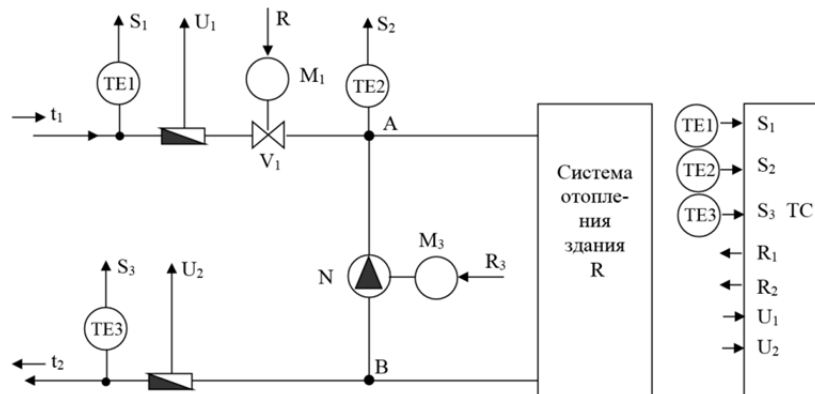 S1 U1 R S2
TE1 M1 TE2
t1 A
V1
Система
отопле-
ния
здания
R
S3 U2 N M3 R3
TE3
t2 B
TE1 S1
TE2 S2
TE3 S3 TC
R1
R2
U1
U2